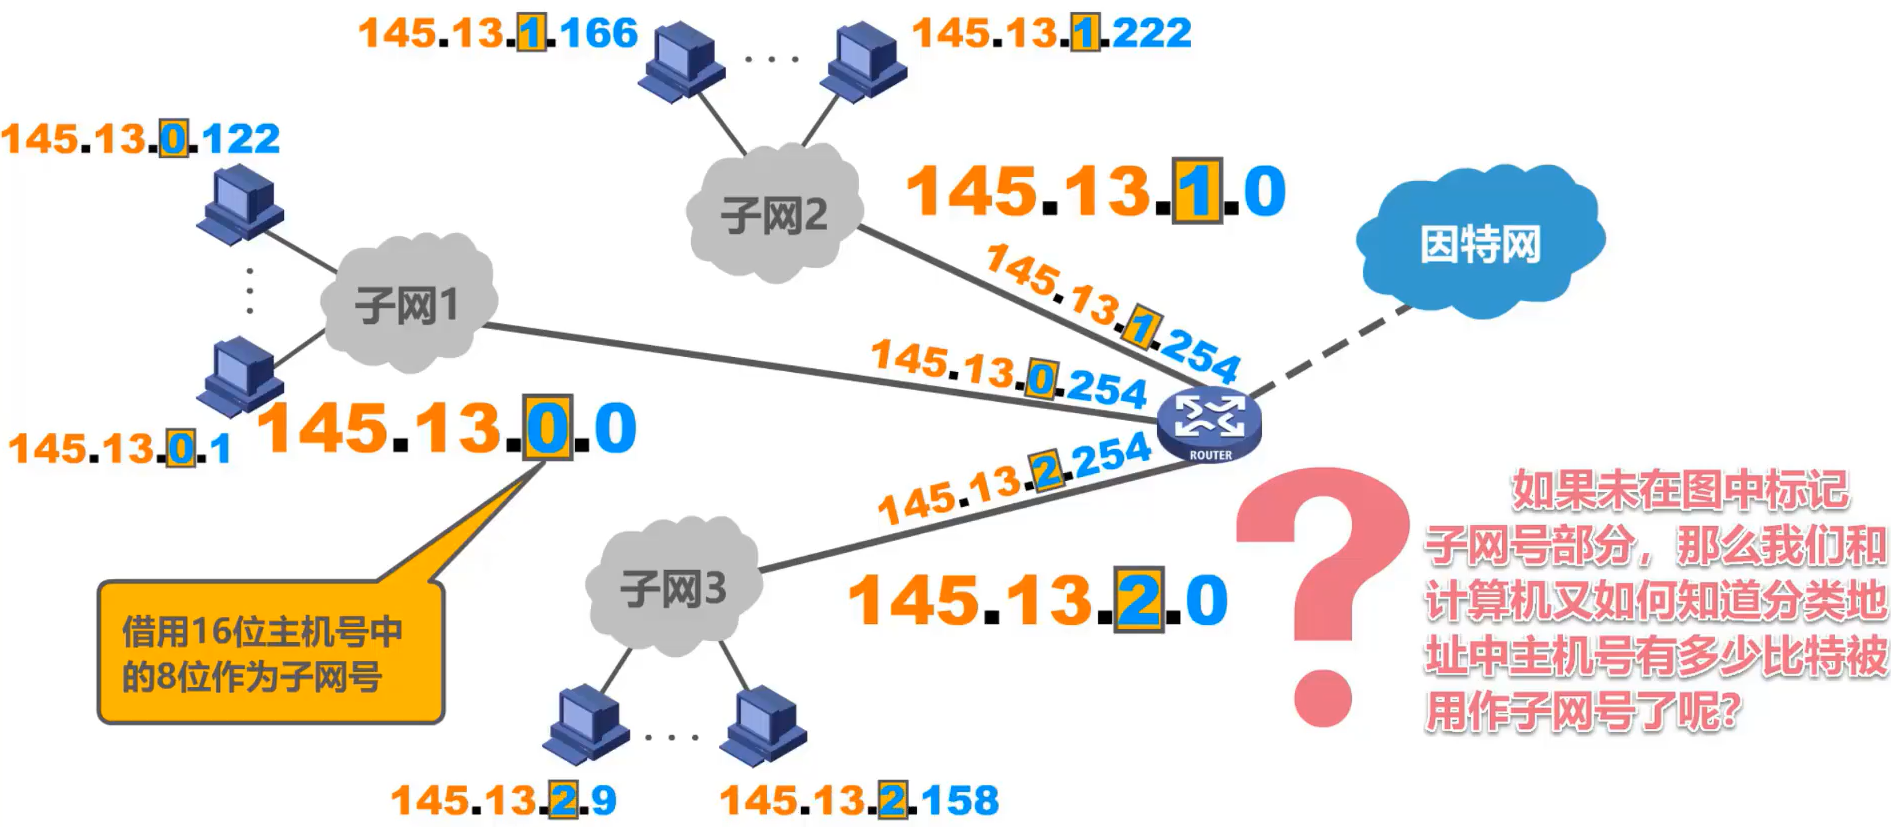 145.13.1.166
145.13.1.222
145.13.0.122
子网2
145.13.1.0
因特网
子网1
145.13.1.254
145.13.0.254
145.13.0.1
145.13.0.0
ROUTER
145.13.2.254
子网3
145.13.2.0
借用16位主机号中
的8位作为子网号
?
如果未在图中标记
子网号部分，那么我们和
计算机又如何知道分类地
址中主机号有多少比特被
用作子网号了呢？
145.13.2.9
145.13.2.158